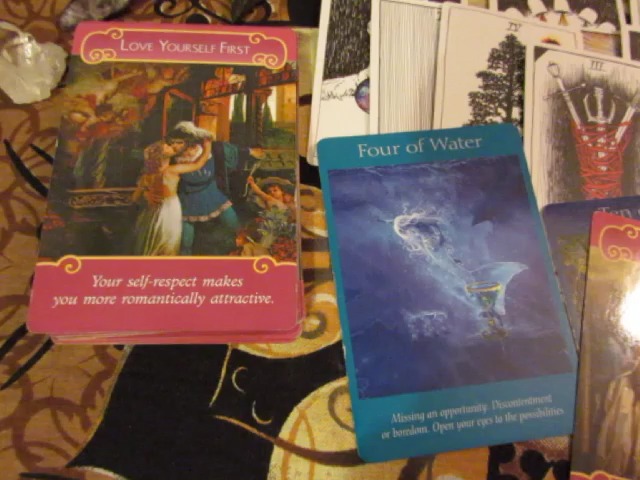 LOVE YOURSELF FIRST
Your self-respect makes
you more romantically attractive.
Four of Water
Missing an opportunity. Discontentment
or boredom. Open your eyes to the possibilities
III